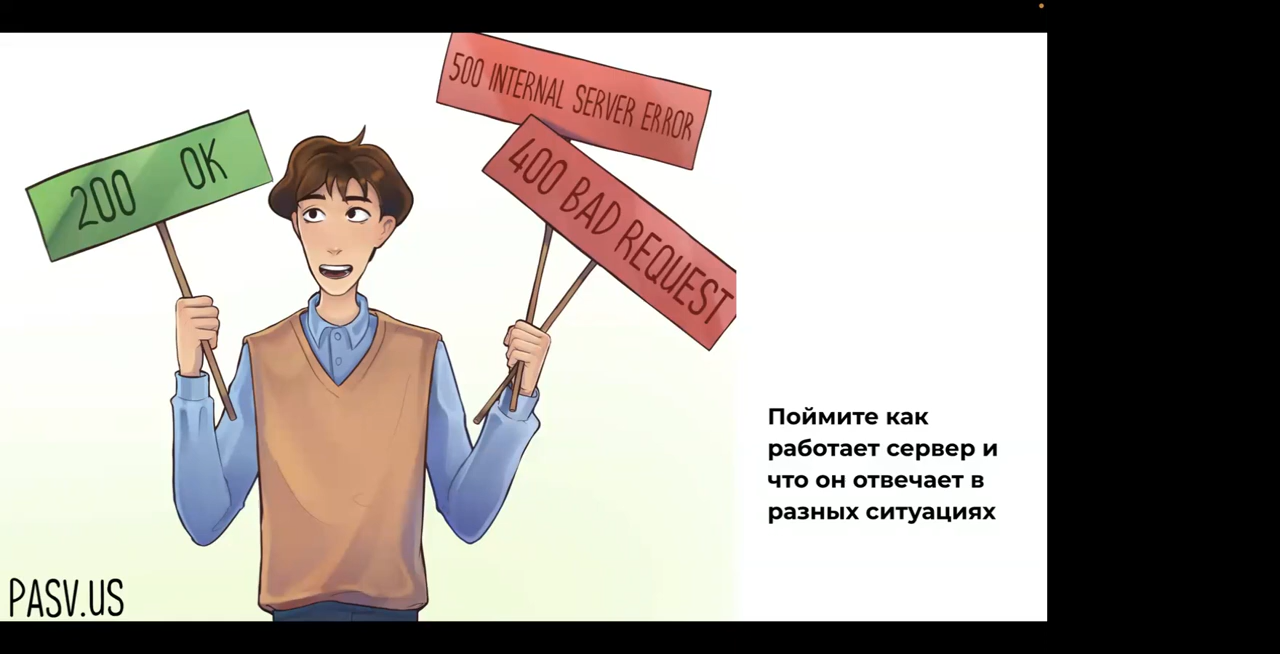 200 OK
500 INTERNAL SERVER ERROR
400 BAD REQUEST
Поймите как
работает сервер и
что он отвечает в
разных ситуациях
PASV.US